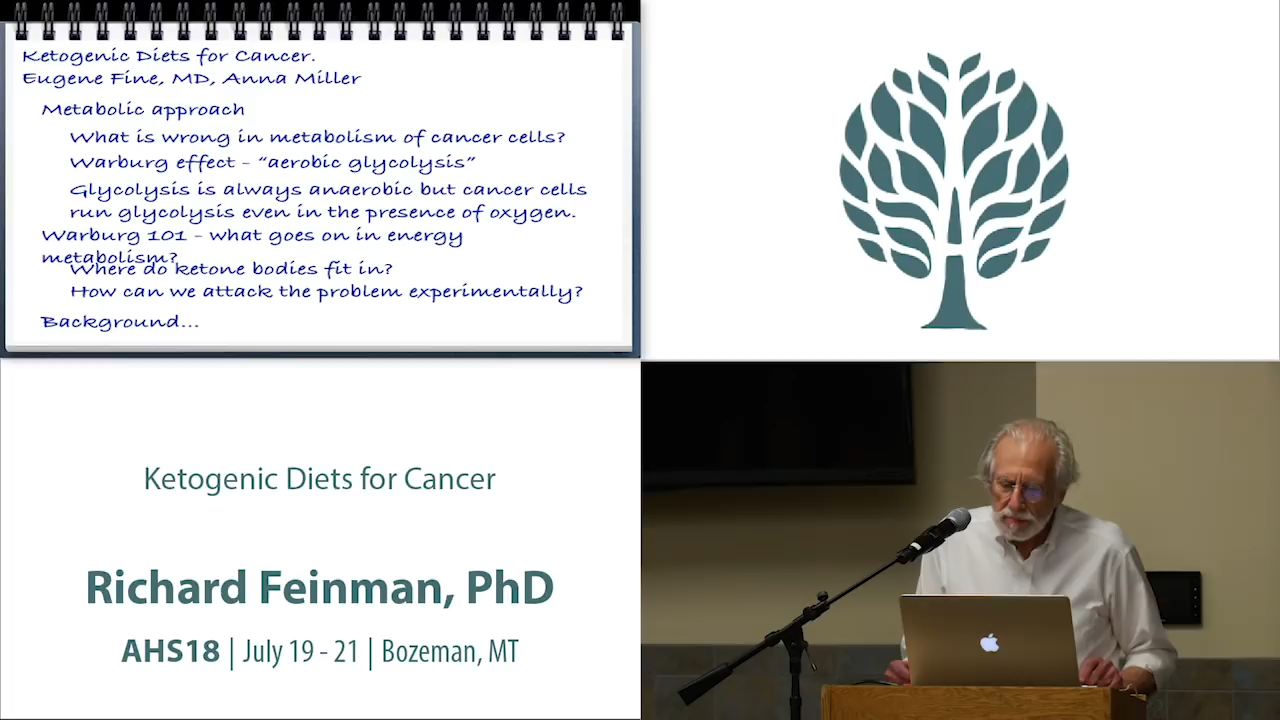 Ketogenic Diets for Cancer.
Eugene Fine, MD, Anna Miller
Metabolic approach
What is wrong in metabolism of cancer cells?
Warburg effect - “aerobic glycolysis”
Glycolysis is always anaerobic but cancer cells
run glycolysis even in the presence of oxygen.
Warburg 101 - what goes on in energy
metabolism?
Where do ketone bodies fit in?
How can we attack the problem experimentally?
Background...
Ketogenic Diets for Cancer
Richard Feinman, PhD
AHS18 | July 19 - 21 | Bozeman, MT